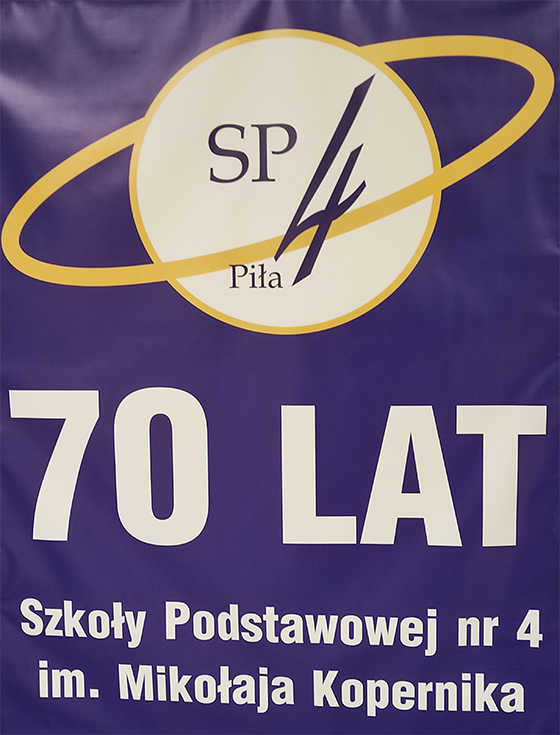 SP 4
Piła
70 LAT
Szkoły Podstawowej nr 4
im. Mikołaja Kopernika